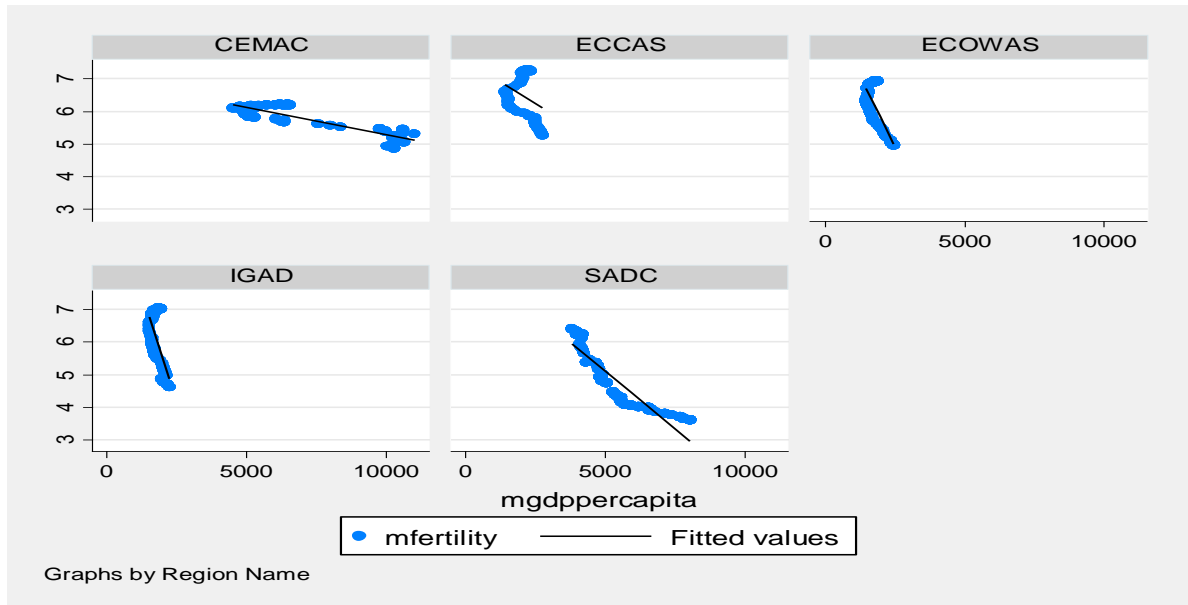 CEMAC ECCAS ECOWAS
7
6
5
4
3
0 5000 10000
IGAD SADC
7
6
5
4
3
0 5000 10000 0 5000 10000
mgdppercapita
mfertility Fitted values
Graphs by Region Name